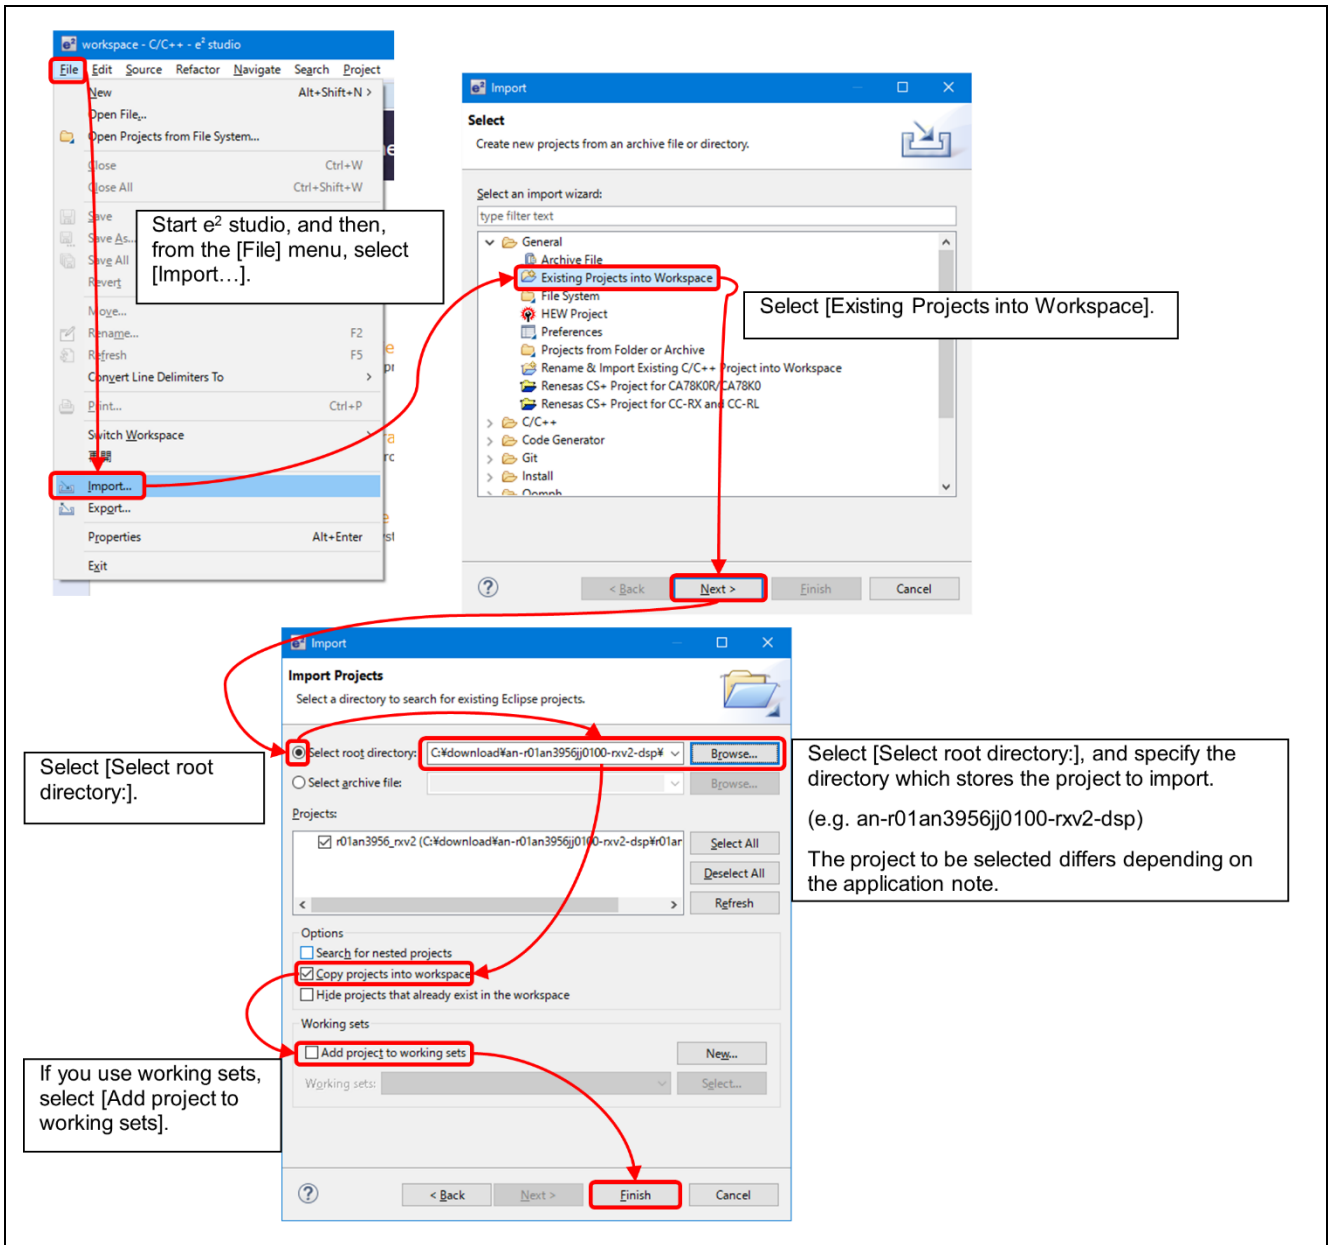 workspace - C/C++ - e² studio
File Edit Source Refactor Navigate Search Project
New Alt+Shift+N >
Open File...
Open Projects from File System...
Close Ctrl+W
Close All Ctrl+Shift+W
Save
Save As...
Save All
Revert
Move...
Rename... F2
Refresh F5
Convert Line Delimiters To >
Print... Ctrl+P
Switch Workspace >
再開
Import...
Export...
Properties Alt+Enter
Exit
Start e² studio, and then,
from the [File] menu, select
[Import…].
Import
Select
Create new projects from an archive file or directory.
Select an import wizard:
type filter text
General
Archive File
Existing Projects into Workspace
File System
HEW Project
Preferences
Projects from Folder or Archive
Rename & Import Existing C/C++ Project into Workspace
Renesas CS+ Project for CA78K0R/CA78K0
Renesas CS+ Project for CC-RX and CC-RL
> C/C++
> Code Generator
> Git
> Install
> Oomph
? < Back Next > Finish Cancel
Select [Existing Projects into Workspace].
Import
Import Projects
Select a directory to search for existing Eclipse projects.
Select root directory: C:¥download¥an-r01an3956jj0100-rxv2-dsp¥ Browse...
Select archive file: Browse...
Projects:
r01an3956_rxv2 (C:¥download¥an-r01an3956jj0100-rxv2-dsp¥r01ar
Select All
Deselect All
Refresh
Options
Search for nested projects
Copy projects into workspace
Hide projects that already exist in the workspace
Working sets
Add project to working sets New...
Working sets: Select...
? < Back Next > Finish Cancel
Select [Select root
directory:].
Select [Select root directory:], and specify the
directory which stores the project to import.
(e.g. an-r01an3956jj0100-rxv2-dsp)
The project to be selected differs depending on
the application note.
If you use working sets,
select [Add project to
working sets].